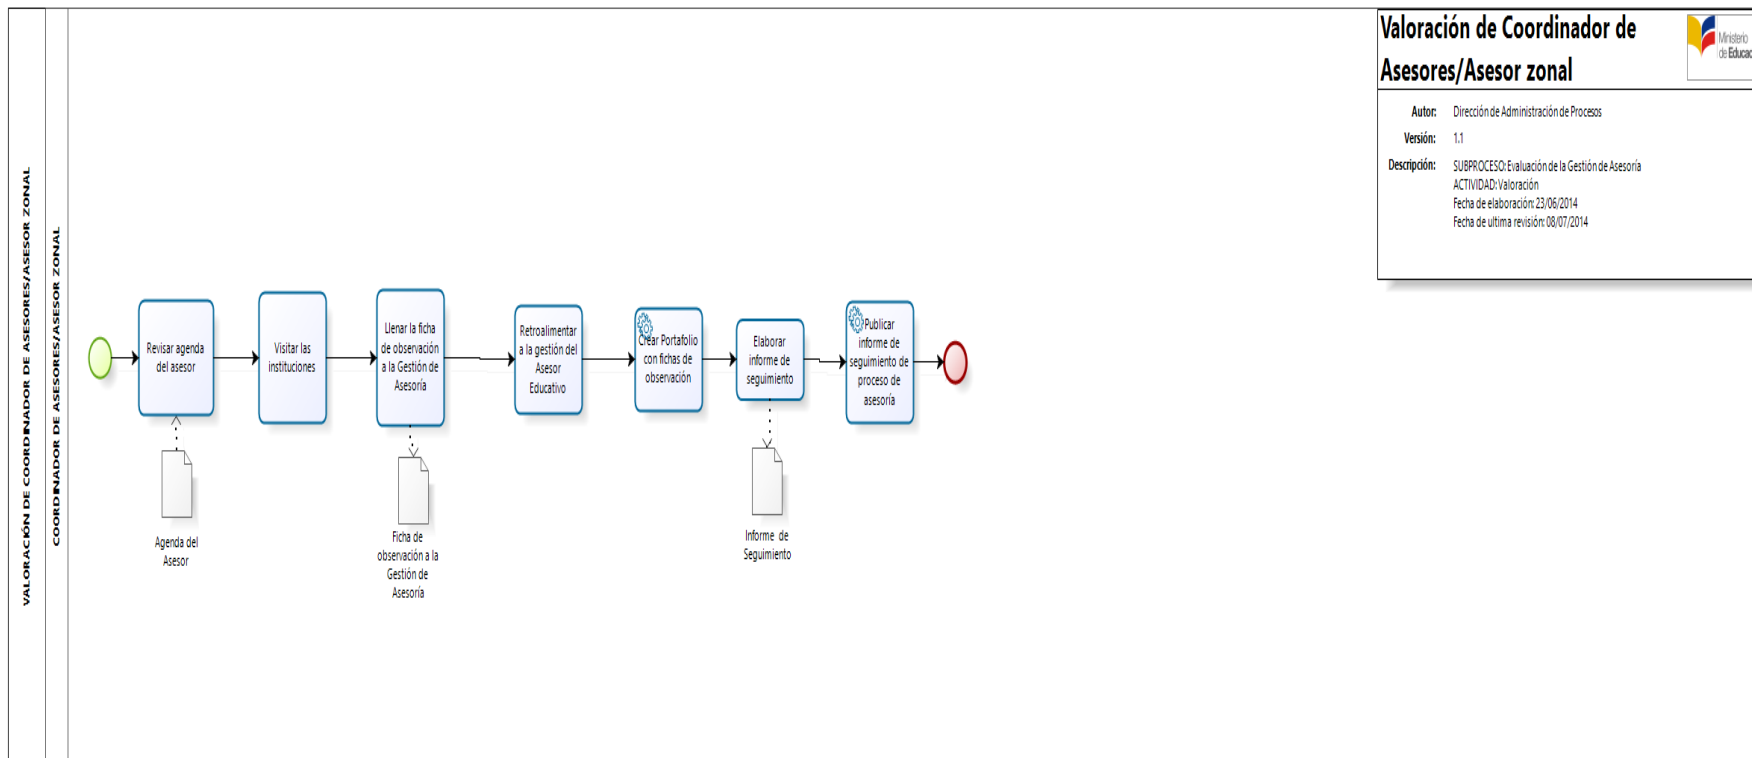 VALORACIÓN DE COORDINADOR DE ASESORES/ASESOR ZONAL
COORDINADOR DE ASESORES/ASESOR ZONAL
Revisar agenda
del asesor
Visitar las
instituciones
Llenar la ficha
de observación
a la Gestión de
Asesoría
Retroalimentar
a la gestión del
Asesor
Educativo
Crear Portafolio
con fichas de
observación
Elaborar
informe de
seguimiento
Publicar
informe de
seguimiento de
proceso de
asesoría
Agenda del
Asesor
Ficha de
observación a la
Gestión de
Asesoría
Informe de
Seguimiento
Valoración de Coordinador de
Asesores/Asesor zonal
Ministerio
de Educac
Autor: Dirección de Administración de Procesos
Versión: 1.1
Descripción: SUBPROCESO: Evaluación de la Gestión de Asesoría
ACTIVIDAD: Valoración
Fecha de elaboración: 23/06/2014
Fecha de ultima revisión: 08/07/2014